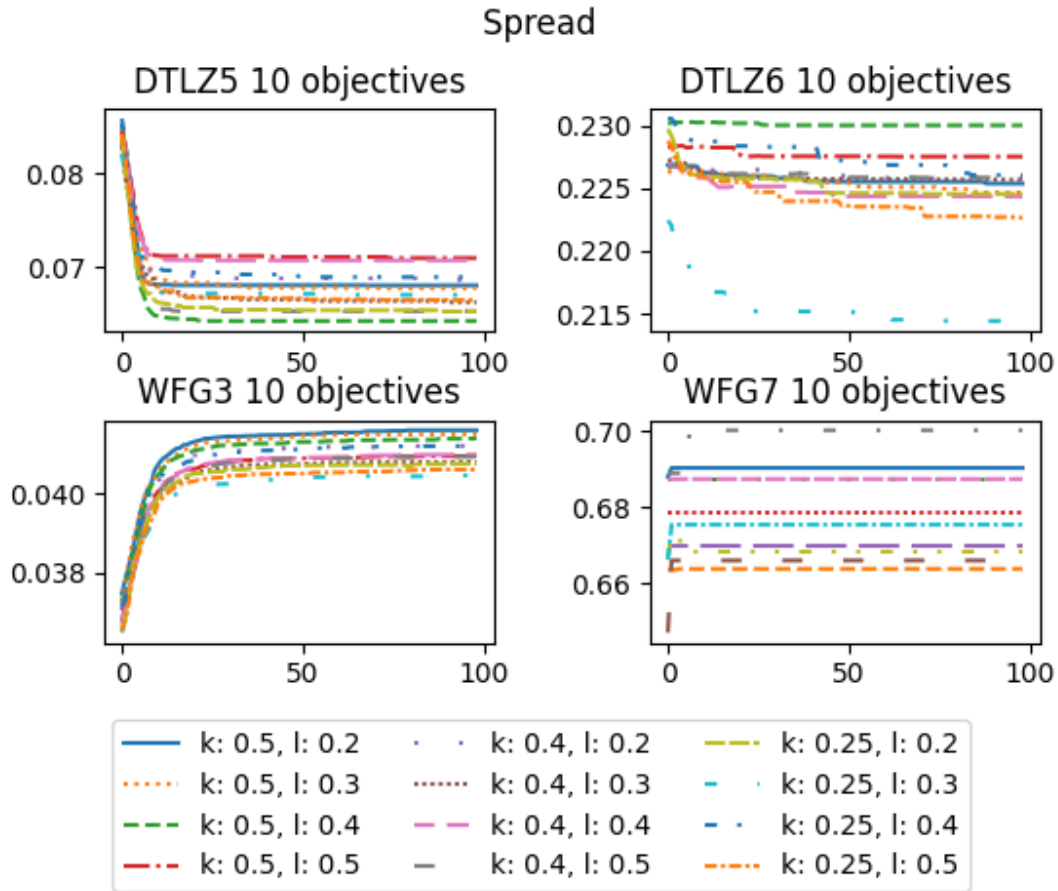 Spread
DTLZ5 10 objectives
DTLZ6 10 objectives
0.08
0.07
0 50 100
0.230
0.225
0.220
0.215
0 50 100
WFG3 10 objectives
WFG7 10 objectives
0.040
0.038
0 50 100
0.70
0.68
0.66
0 50 100
k: 0.5, l: 0.2
k: 0.5, l: 0.3
k: 0.5, l: 0.4
k: 0.5, l: 0.5
k: 0.4, l: 0.2
k: 0.4, l: 0.3
k: 0.4, l: 0.4
k: 0.4, l: 0.5
k: 0.25, l: 0.2
k: 0.25, l: 0.3
k: 0.25, l: 0.4
k: 0.25, l: 0.5